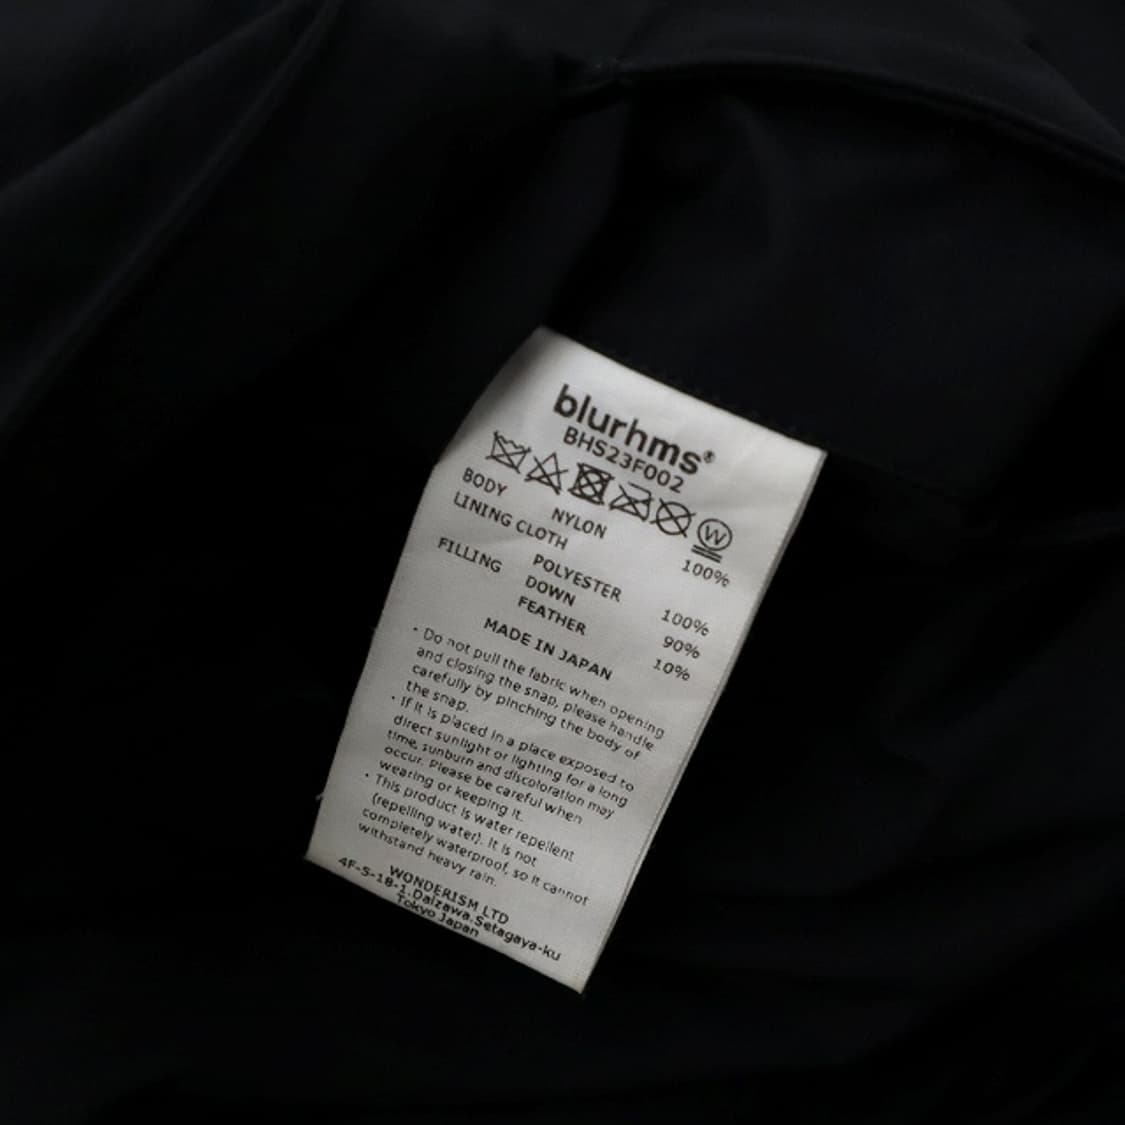 blurhms®
BHS23F002
W
BODY
NYLON 100%
LINING CLOTH
POLYESTER 100%
FILLING DOWN 90%
FEATHER 10%
MADE IN JAPAN
· Do not pull the fabric when opening
and closing the snap, please handle
carefully by pinching the body of
the snap.
· If it is placed in a place exposed to
direct sunlight or lighting for a long
time, sunburn and discoloration may
occur. Please be careful when
wearing or keeping it.
· This product is water repellent
(repelling water). It is not
completely waterproof, so it cannot
withstand heavy rain.
WONDERISM LTD
4F-5-18-1.Daizawa.Setagaya-ku
Tokyo Japan